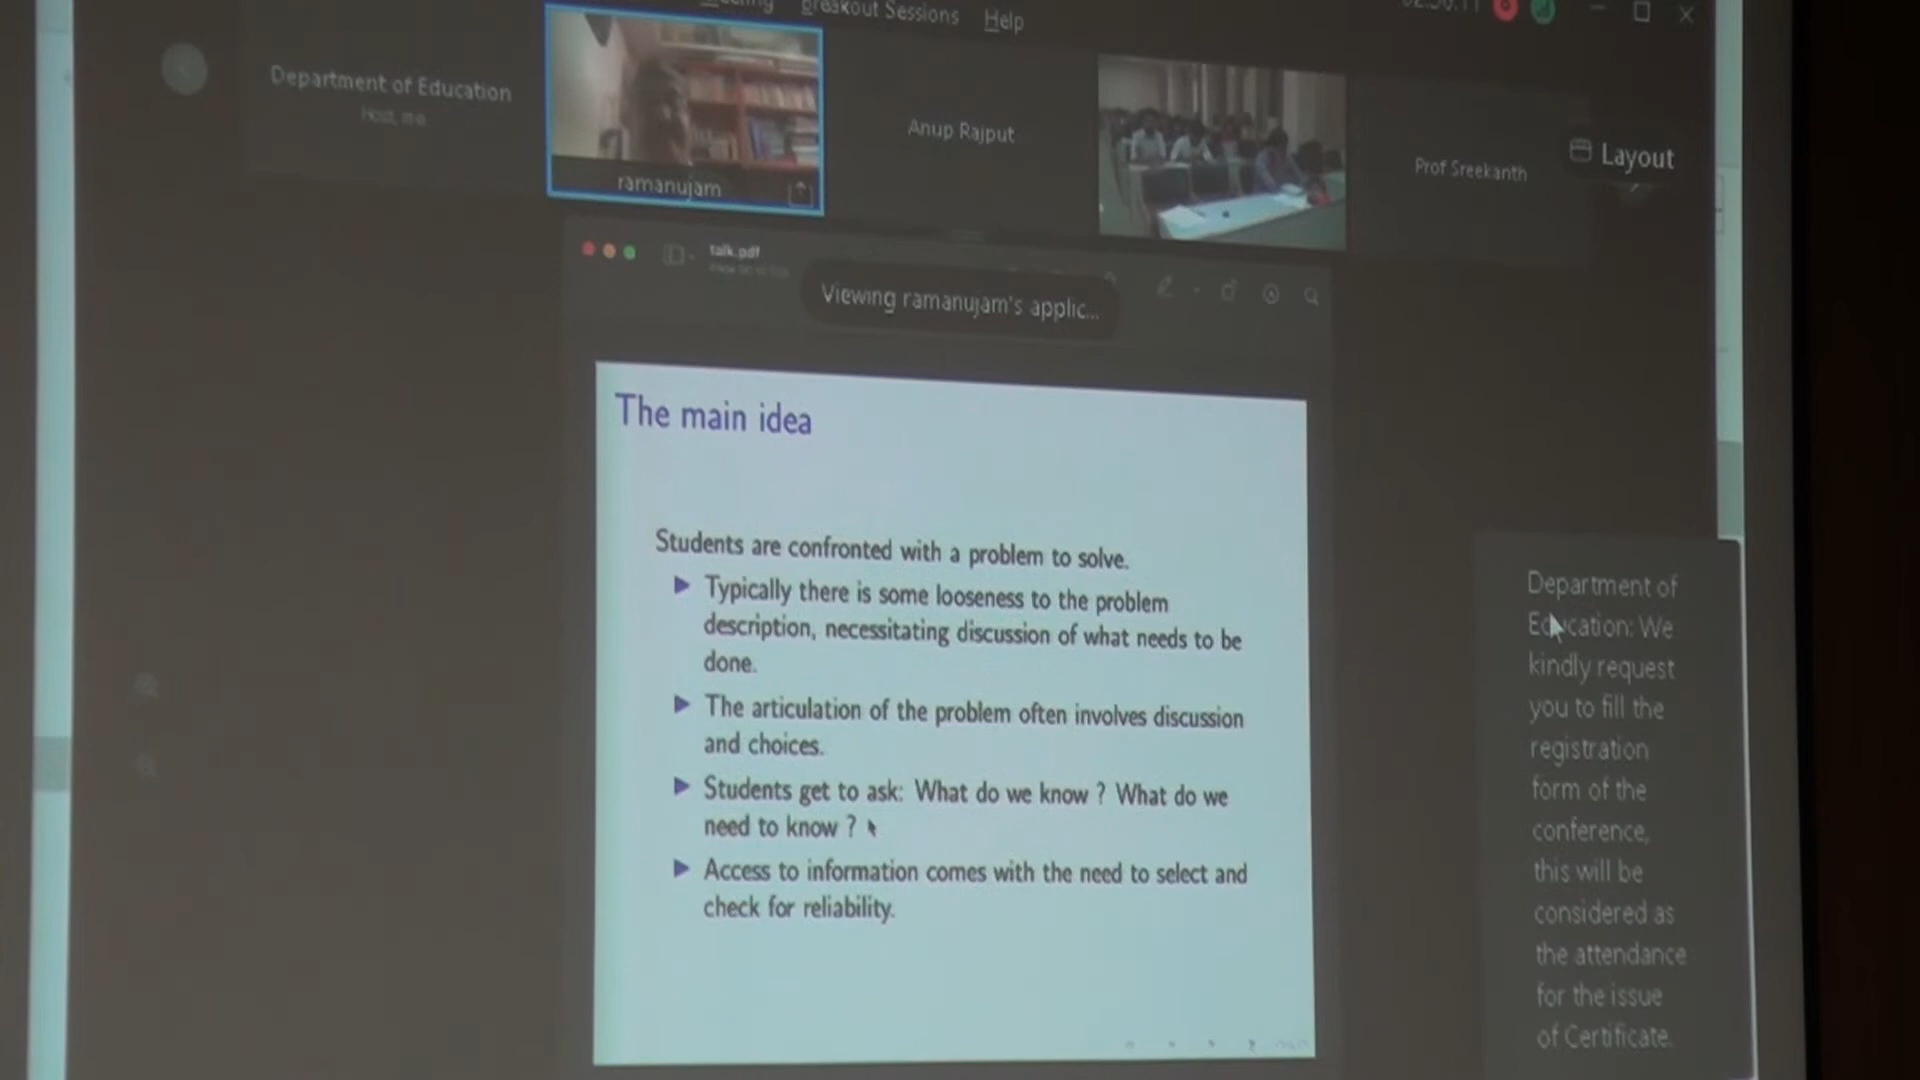 Breakout Sessions Help
Department of Education
Host, me
ramanujam
Anup Rajput
Prof Sreekanth
Layout
talk.pdf
Viewing ramanujam's applic...
The main idea
Students are confronted with a problem to solve.
▶ Typically there is some looseness to the problem
description, necessitating discussion of what needs to be
done.
▶ The articulation of the problem often involves discussion
and choices.
▶ Students get to ask: What do we know ? What do we
need to know ?
▶ Access to information comes with the need to select and
check for reliability.
Department of
Education: We
kindly request
you to fill the
registration
form of the
conference,
this will be
considered as
the attendance
for the issue
of Certificate.